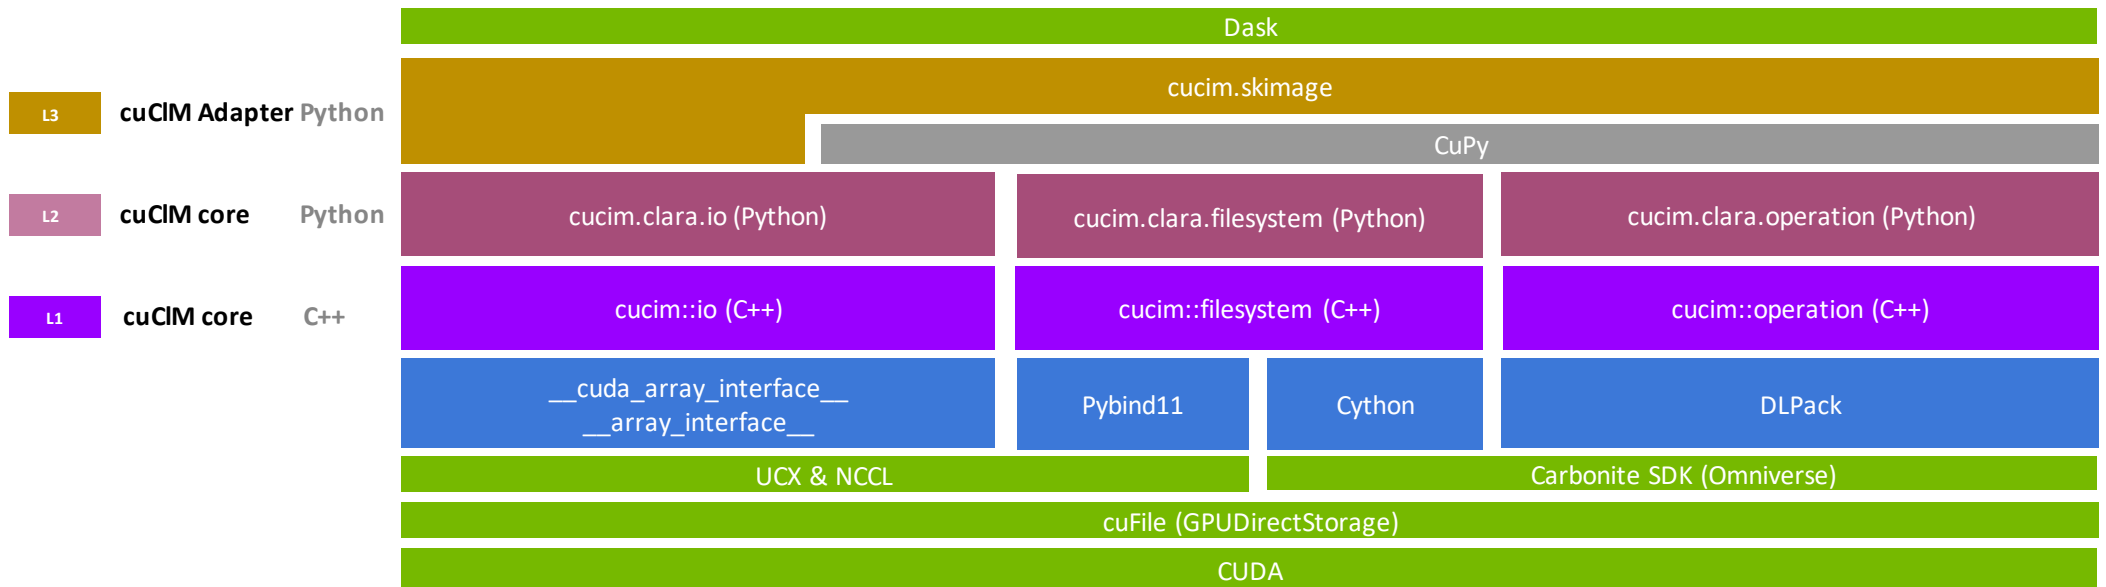 Dask
cucim.skimage
L3 cuCIM Adapter Python
CuPy
L2 cuCIM core Python
cucim.clara.io (Python)
cucim.clara.filesystem (Python)
cucim.clara.operation (Python)
L1 cuCIM core C++
cucim::io (C++)
cucim::filesystem (C++)
cucim::operation (C++)
__cuda_array_interface__
__array_interface__
Pybind11
Cython
DLPack
UCX & NCCL
Carbonite SDK (Omniverse)
cuFile (GPUDirectStorage)
CUDA